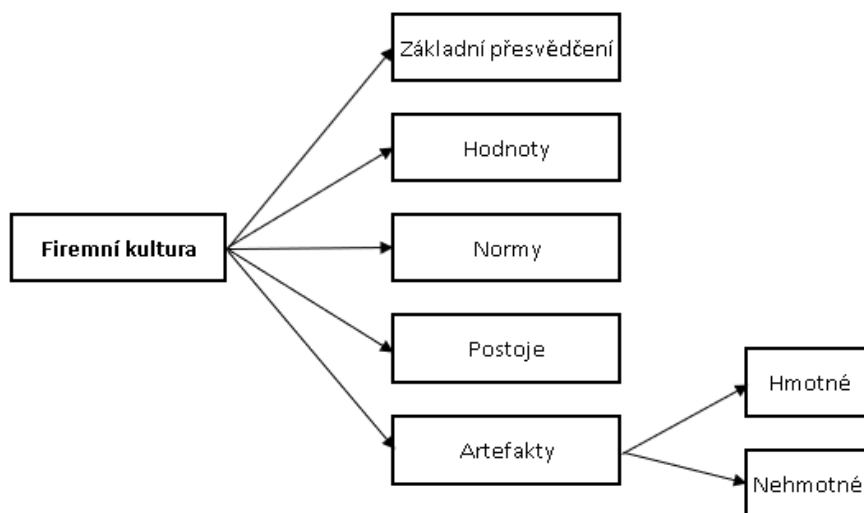 Základní přesvědčení
Hodnoty
Firemní kultura
Normy
Postoje
Hmotné
Artefakty
Nehmotné